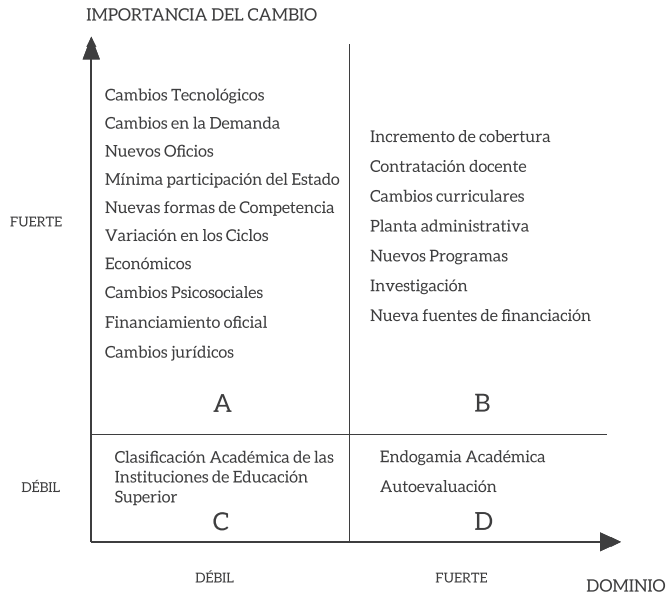 IMPORTANCIA DEL CAMBIO
FUERTE
Cambios Tecnológicos
Cambios en la Demanda
Nuevos Oficios
Mínima participación del Estado
Nuevas formas de Competencia
Variación en los Ciclos
Económicos
Cambios Psicosociales
Financiamiento oficial
Cambios jurídicos
A
Incremento de cobertura
Contratación docente
Cambios curriculares
Planta administrativa
Nuevos Programas
Investigación
Nueva fuentes de financiación
B
DÉBIL
Clasificación Académica de las
Instituciones de Educación
Superior
C
Endogamia Académica
Autoevaluación
D
DÉBIL
FUERTE
DOMINIO